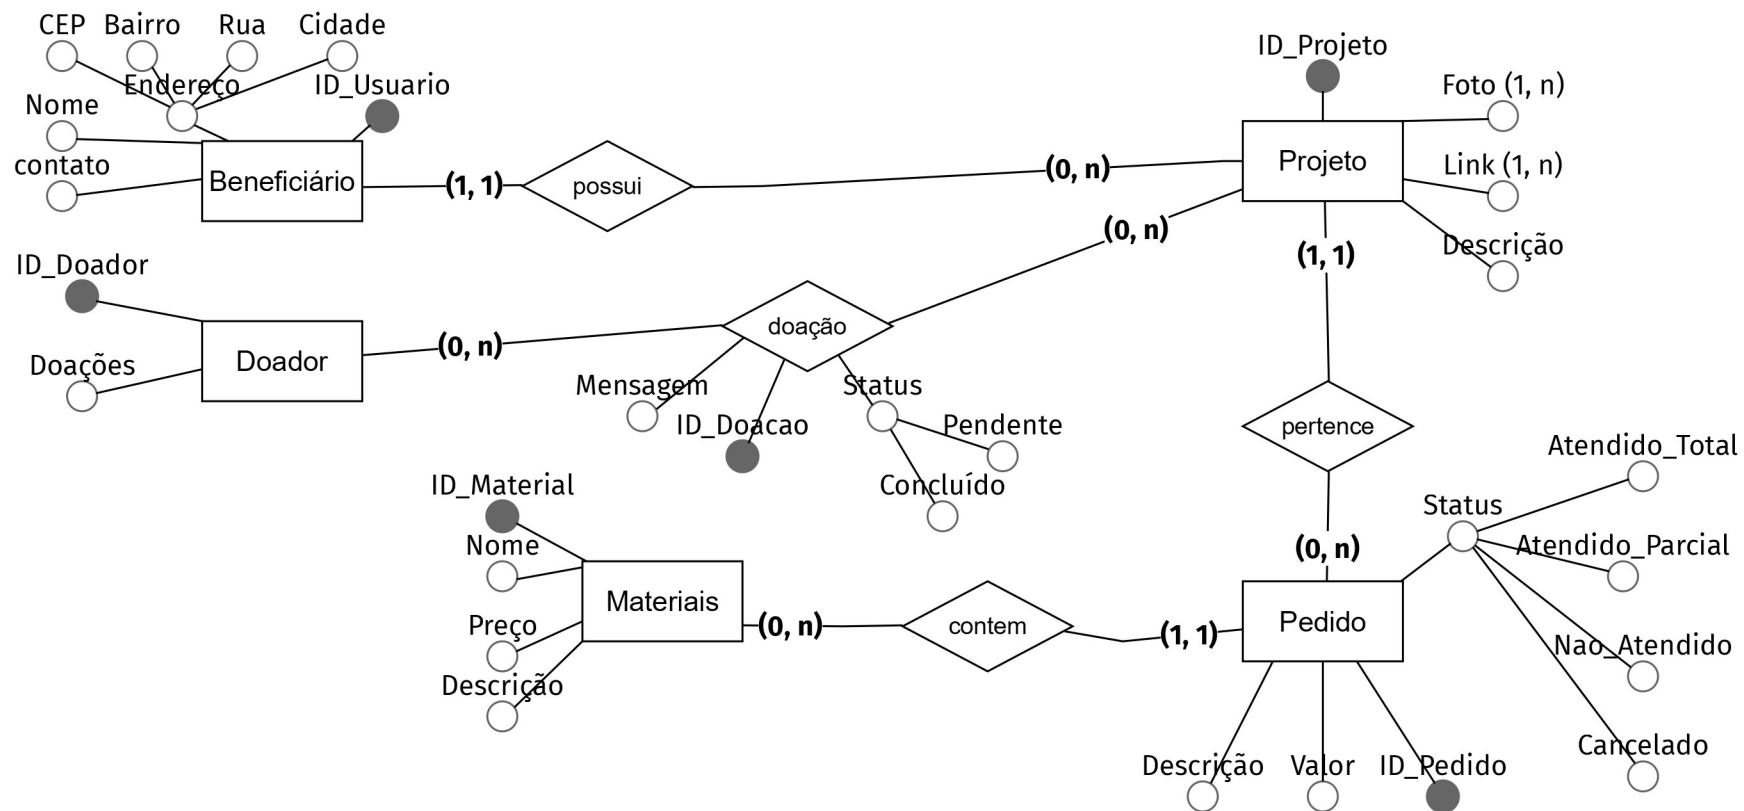 CEP Bairro Rua Cidade
Endereço ID_Usuario
Nome
contato
Beneficiário
(1, 1)
possui
(0, n)
ID_Projeto
Projeto
Foto (1, n)
Link (1, n)
Descrição
(0, n)
(1, 1)
ID_Doador
Doações
Doador
(0, n)
doação
Mensagem
ID_Doacao
Status
Pendente
Concluído
pertence
(0, n)
ID_Material
Nome
Preço
Descrição
Materiais
(0, n)
contem
(1, 1)
Pedido
Status
Atendido_Total
Atendido_Parcial
Nao_Atendido
Cancelado
Descrição Valor ID_Pedido